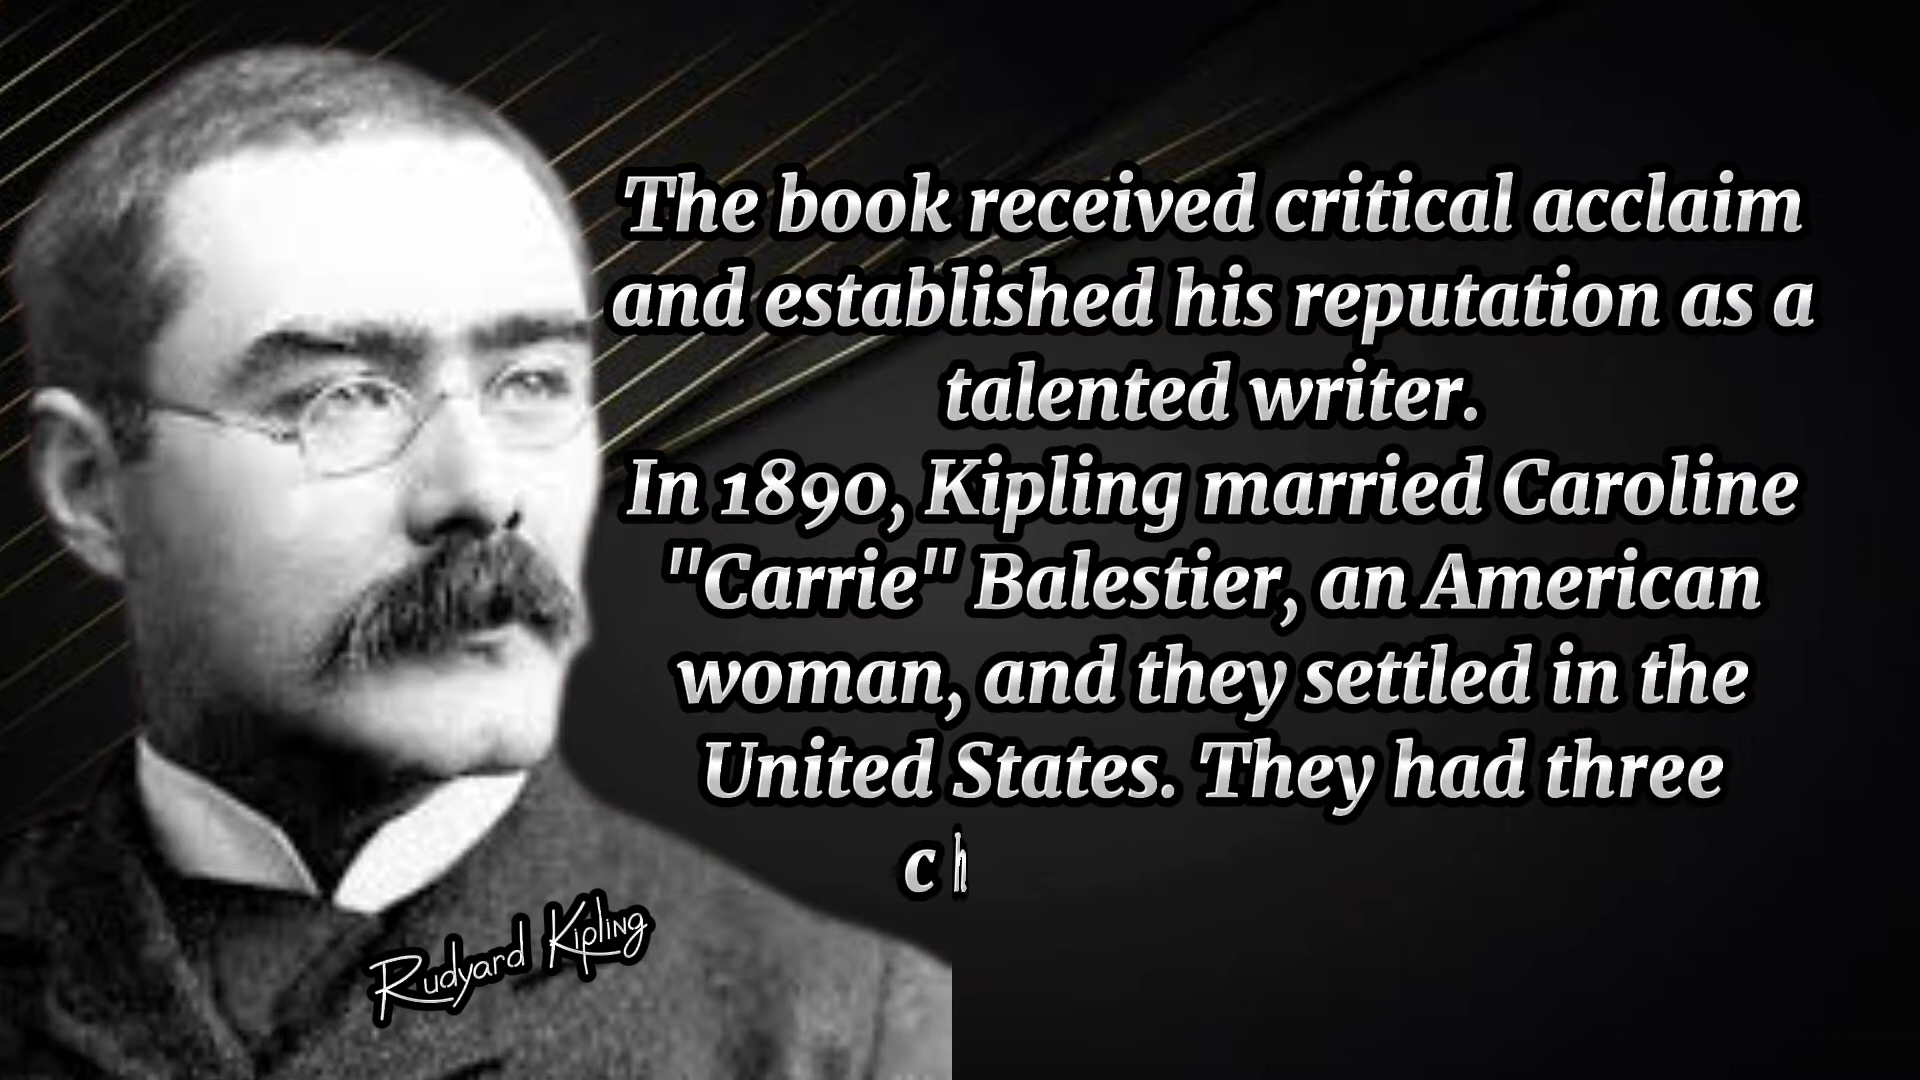 The book received critical acclaim
and established his reputation as a
talented writer.
In 1890, Kipling married Caroline
"Carrie" Balestier, an American
woman, and they settled in the
United States. They had three
ch
Rudyard Kipling